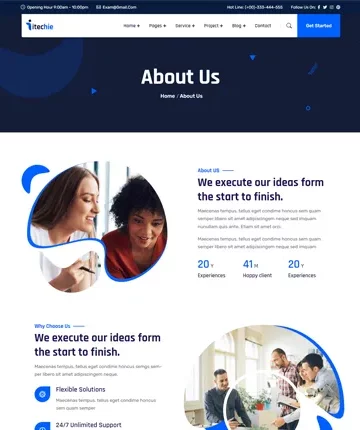 Opening Hour 9:00am - 10:00pm Exam@Gmail.Com Hot Line: (+00)-333-444-555 Follow Us On:
itechie Home + Pages + Service + Project + Blog + Contact Get Started
About Us
Home / About Us
About US
We execute our ideas form
the start to finish.
Maecenas tempus, tellus eget condime honcus sem quam
semper libero sit amet adipiscingem neque sed imquam
nunidum quis ante. Etiam sit amet orci.
Maecenas tempus, tellus eget condime honcus sem quam
semper libero sit amet adipiscingem neque sed ipsum.
20 Y 41 M 20 Y
Experiences Happy client Experiences
Why Choose Us
We execute our ideas form
the start to finish.
Maecenas tempus, tellus eget condime honcus semga sem-
per libero sit amet adipiscingem neque.
Flexible Solutions
Maecenas tempus, tellus eget condime honcus
sem quam semper.
24/7 Unlimited Support